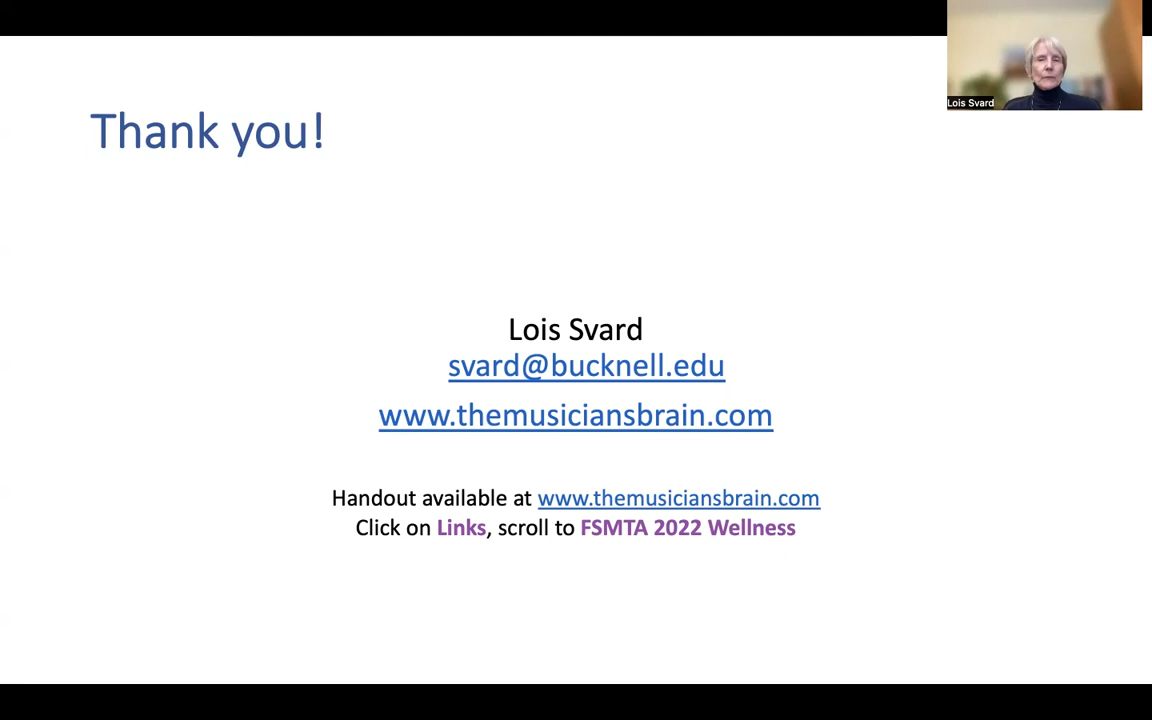 Lois Svard
Thank you!
Lois Svard
svard@bucknell.edu
www.themusiciansbrain.com
Handout available at www.themusiciansbrain.com
Click on Links, scroll to FSMTA 2022 Wellness